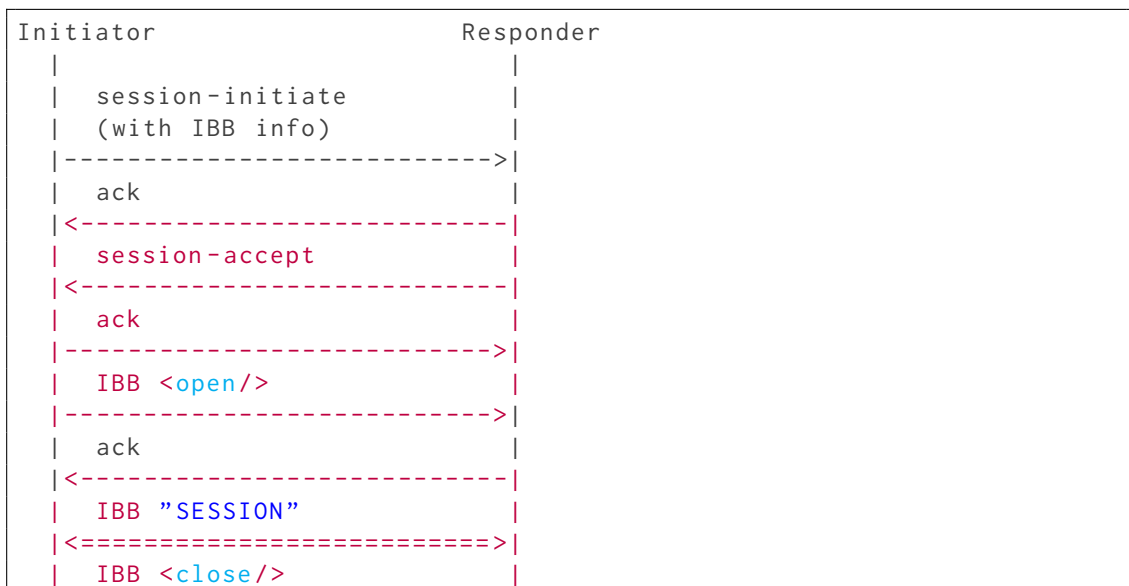 Initiator                   Responder
  |                             |
  |  session-initiate           |
  |  (with IBB info)            |
  |--------------------------->|
  |  ack                        |
  |<---------------------------|
  |  session-accept             |
  |<---------------------------|
  |  ack                        |
  |--------------------------->|
  |  IBB <open/>                |
  |--------------------------->|
  |  ack                        |
  |<---------------------------|
  |  IBB ”SESSION”              |
  |<==========================>|
  |  IBB <close/>               |